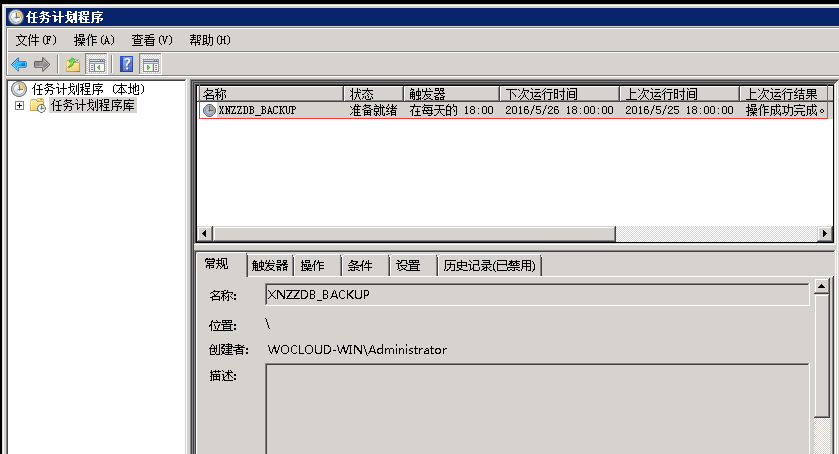 任务计划程序
文件(F) 操作(A) 查看(V) 帮助(H)
任务计划程序 (本地)
任务计划程序库
名称 状态 触发器 下次运行时间 上次运行时间 上次运行结果
XNZZDB_BACKUP 准备就绪 在每天的 18:00 2016/5/26 18:00:00 2016/5/25 18:00:00 操作成功完成。
常规 触发器 操作 条件 设置 历史记录(已禁用)
名称: XNZZDB_BACKUP
位置: \
创建者: WOCLOUD-WIN\Administrator
描述: